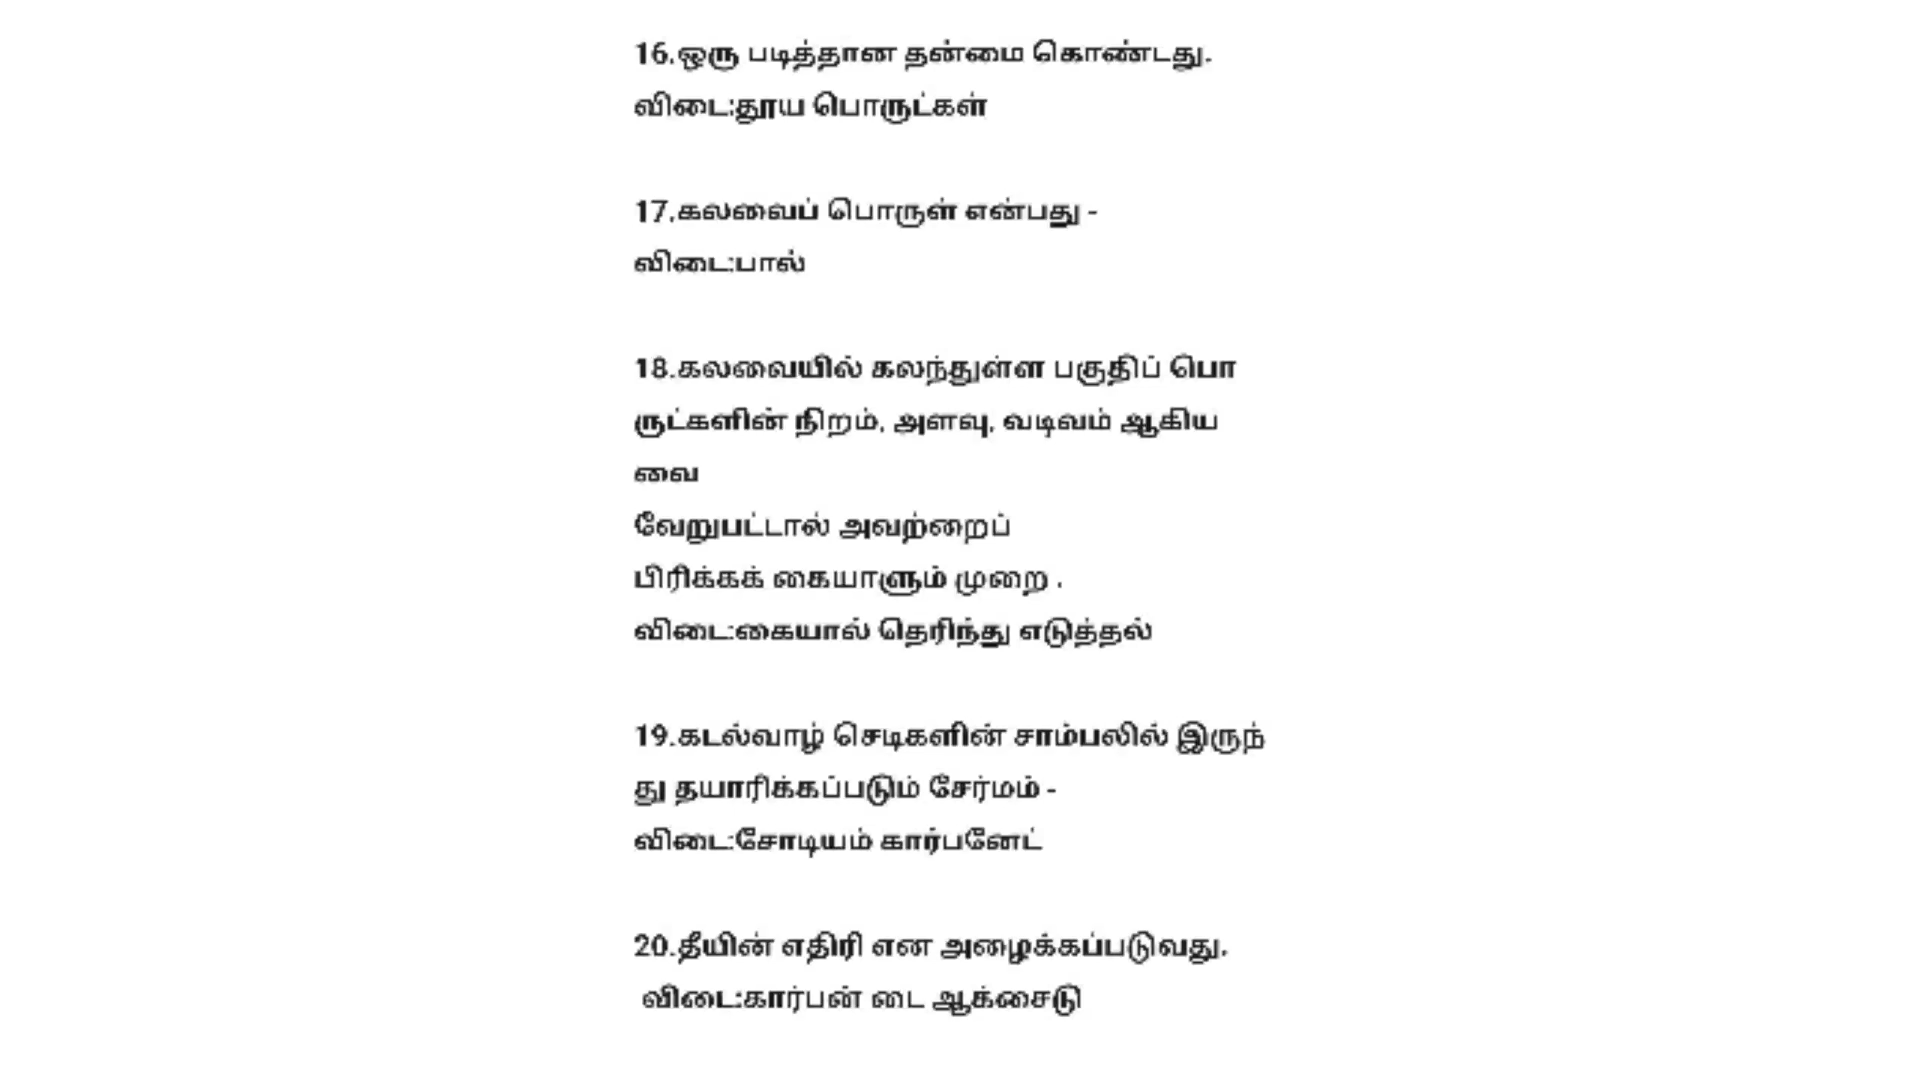 16.ஒரு படித்தான தன்மை கொண்டது.
விடை:தூய பொருட்கள்
17.கலவைப் பொருள் என்பது -
விடை:பால்
18.கலவையில் கலந்துள்ள பகுதிப் பொ
ருட்களின் நிறம், அளவு, வடிவம் ஆகிய
வை
வேறுபட்டால் அவற்றைப்
பிரிக்கக் கையாளும் முறை .
விடை:கையால் தெரிந்து எடுத்தல்
19.கடல்வாழ் செடிகளின் சாம்பலில் இருந்
து தயாரிக்கப்படும் சேர்மம் -
விடை:சோடியம் கார்பனேட்
20.தீயின் எதிரி என அழைக்கப்படுவது.
விடை:கார்பன் டை ஆக்சைடு